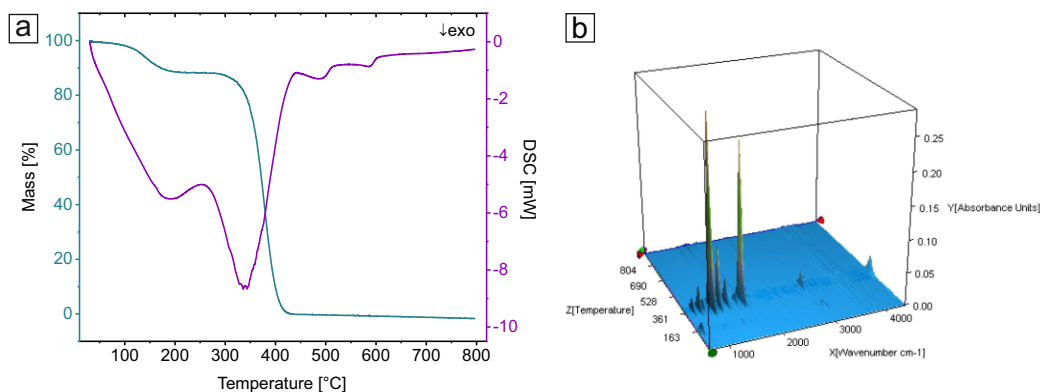 a
↓exo
100
80
60
40
20
0
Mass [%]
0
-2
-4
-6
-8
-10
DSC [mW]
100 200 300 400 500 600 700 800
Temperature [°C]
b
0.25
0.20
0.15
0.10
0.05
0.00
Y[Absorbance Units]
804
690
528
361
163
Z[Temperature]
1000
2000
3000
4000
X[Wavenumber cm-1]